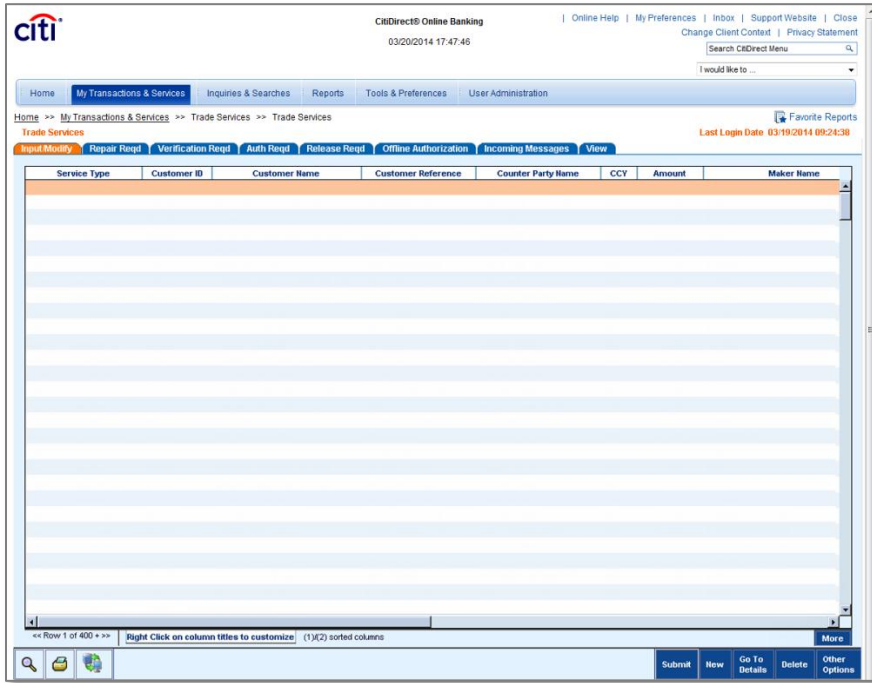 citi
CitiDirect® Online Banking
03/20/2014 17:47:46
| Online Help | My Preferences | Inbox | Support Website | Close
Change Client Context | Privacy Statement
Search CitiDirect Menu
I would like to ...
Home My Transactions & Services Inquiries & Searches Reports Tools & Preferences User Administration
Home >> My Transactions & Services >> Trade Services >> Trade Services
Favorite Reports
Trade Services
Last Login Date 03/19/2014 09:24:38
Input/Modify Repair Reqd Verification Reqd Auth Reqd Release Reqd Offline Authorization Incoming Messages View
Service Type Customer ID Customer Name Customer Reference Counter Party Name CCY Amount Maker Name
<< Row 1 of 400 + >> Right Click on column titles to customize (1)/(2) sorted columns
More
Submit New Go To Details Delete Other Options